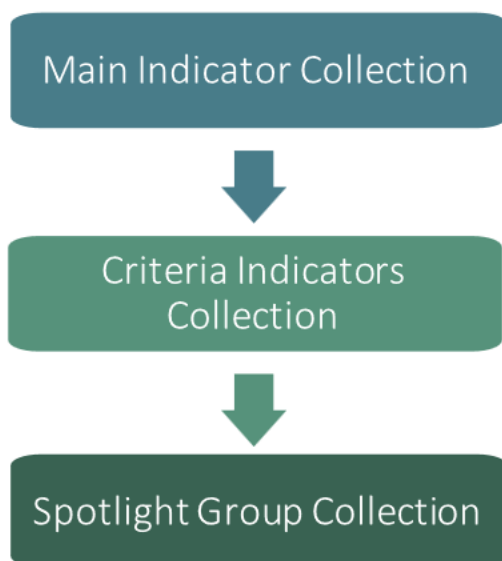 Main Indicator Collection
Criteria Indicators
Collection
Spotlight Group Collection